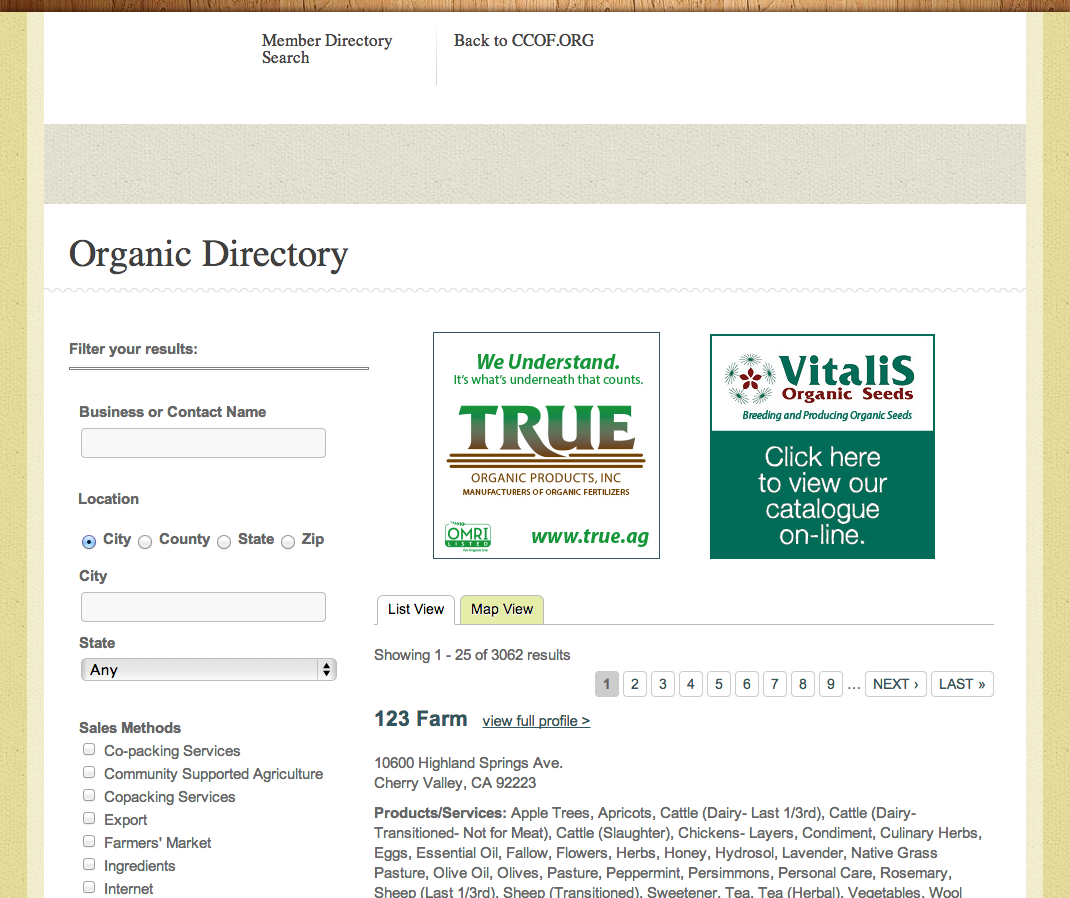 Member Directory
Search
Back to CCOF.ORG
Organic Directory
Filter your results:
Business or Contact Name
Location
City
County
State
Zip
City
State
Any
Sales Methods
Co-packing Services
Community Supported Agriculture
Copacking Services
Export
Farmers' Market
Ingredients
Internet
We Understand.
It's what's underneath that counts.
TRUE
ORGANIC PRODUCTS, INC
MANUFACTURERS OF ORGANIC FERTILIZERS
OMRI
LISTED
For Organic Use
www.true.ag
VitaliS
Organic Seeds
Breeding and Producing Organic Seeds
Click here
to view our
catalogue
on-line.
List View
Map View
Showing 1 - 25 of 3062 results
1 2 3 4 5 6 7 8 9 … NEXT › LAST »
123 Farm view full profile >
10600 Highland Springs Ave.
Cherry Valley, CA 92223
Products/Services: Apple Trees, Apricots, Cattle (Dairy- Last 1/3rd), Cattle (Dairy-
Transitioned- Not for Meat), Cattle (Slaughter), Chickens- Layers, Condiment, Culinary Herbs,
Eggs, Essential Oil, Fallow, Flowers, Herbs, Honey, Hydrosol, Lavender, Native Grass
Pasture, Olive Oil, Olives, Pasture, Peppermint, Persimmons, Personal Care, Rosemary,
Sheep (Last 1/3rd), Sheep (Transitioned), Sweetener, Tea, Tea (Herbal), Vegetables, Wool